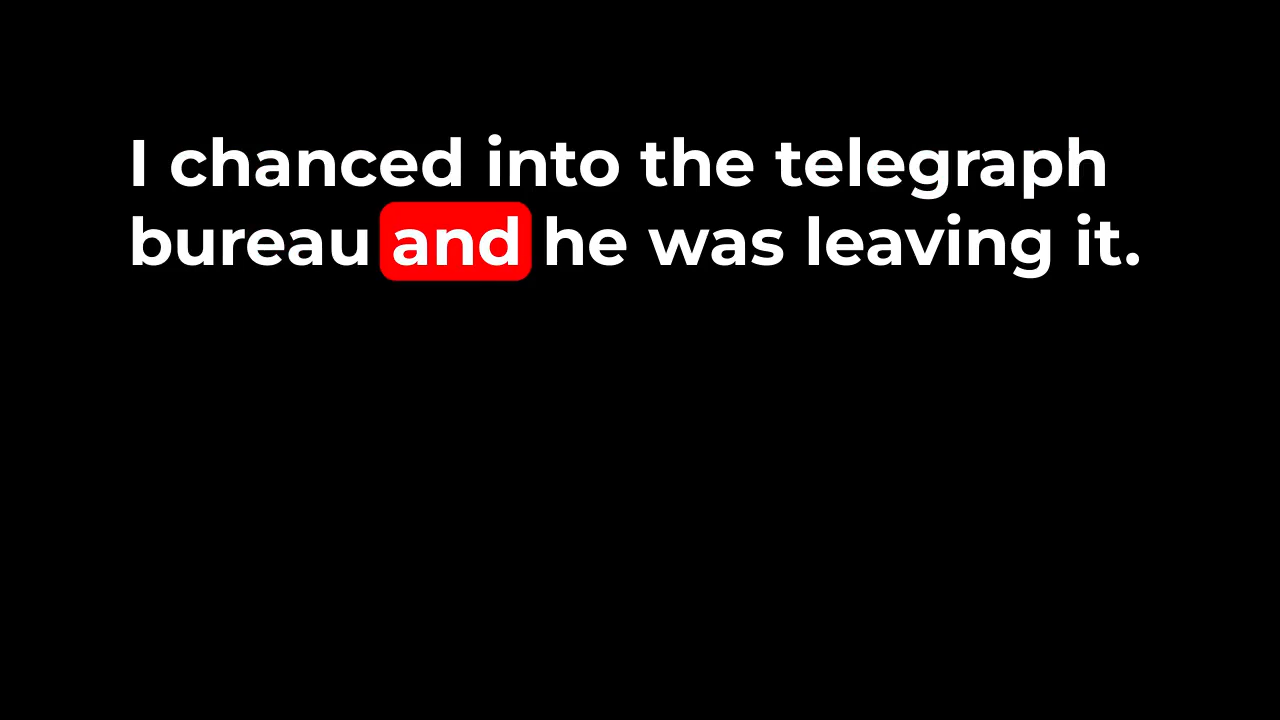 I chanced into the telegraph
bureau and he was leaving it.